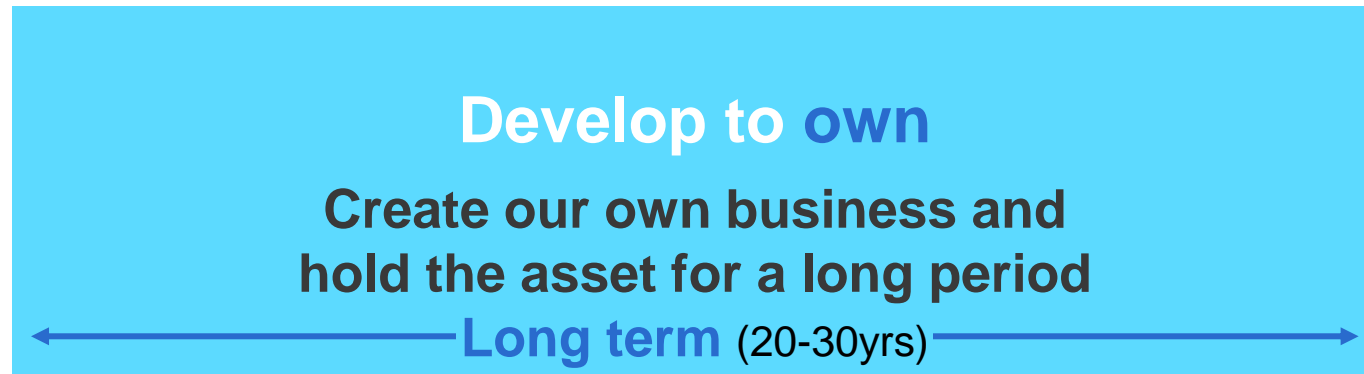 Develop to own
Create our own business and
hold the asset for a long period
Long term (20-30yrs)